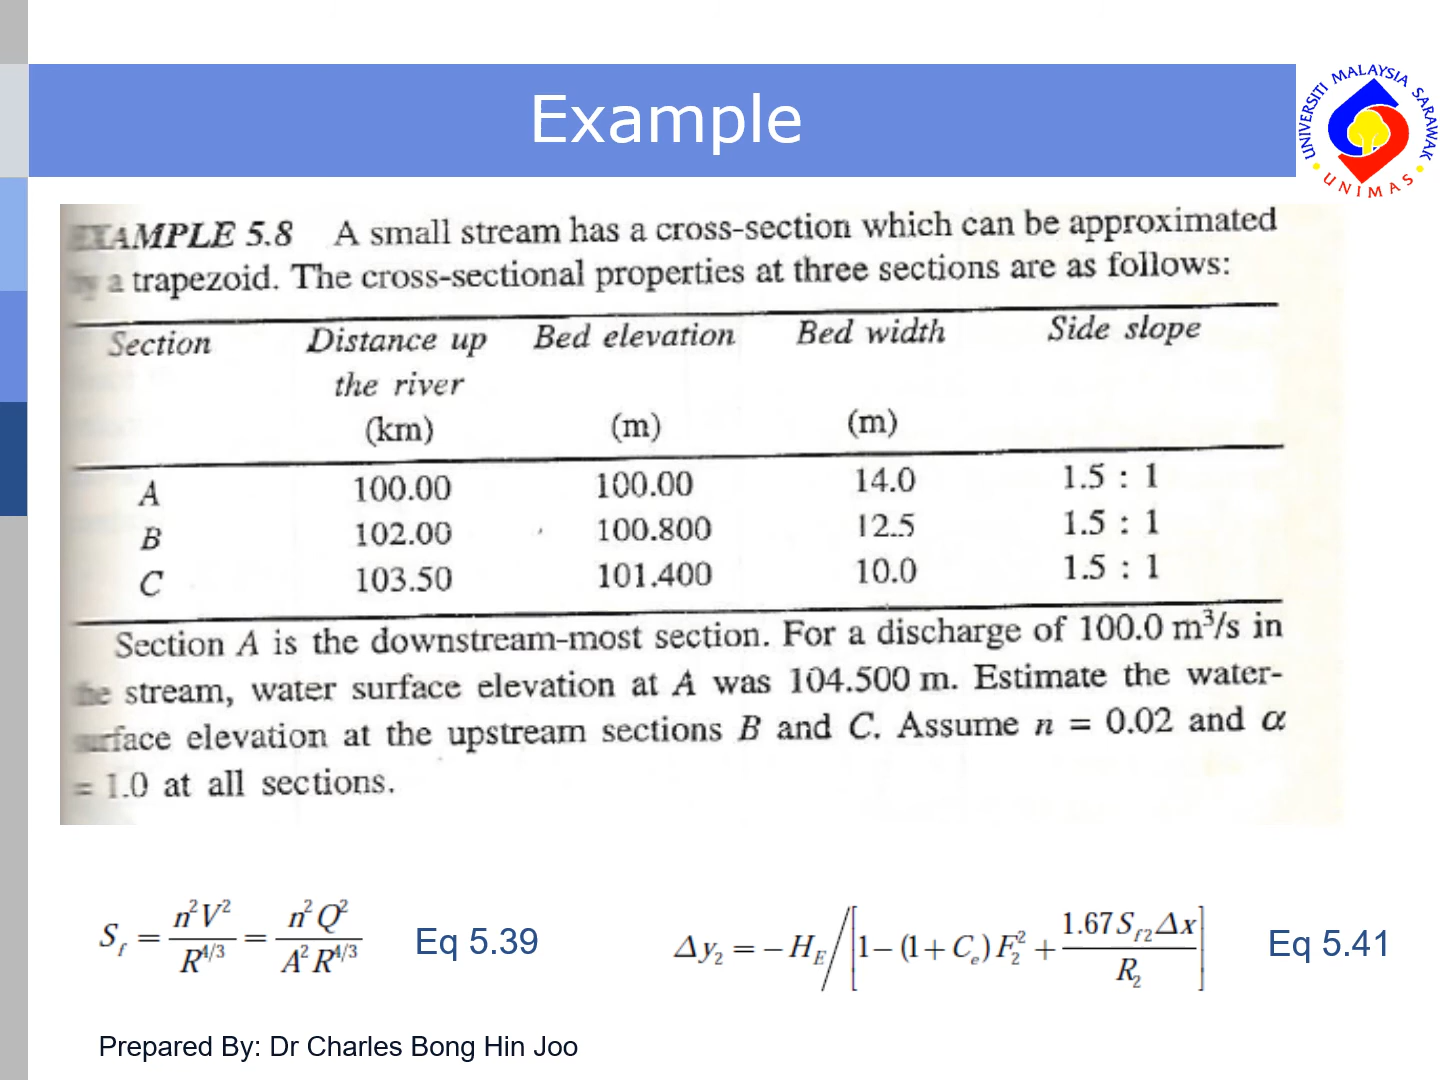 Example
UNIVERSITI MALAYSIA SARAWAK
UNIMAS
EXAMPLE 5.8 A small stream has a cross-section which can be approximated
by a trapezoid. The cross-sectional properties at three sections are as follows:
Section Distance up Bed elevation Bed width Side slope
the river
(km) (m) (m)
A 100.00 100.00 14.0 1.5 : 1
B 102.00 100.800 12.5 1.5 : 1
C 103.50 101.400 10.0 1.5 : 1
Section A is the downstream-most section. For a discharge of 100.0 m³/s in
the stream, water surface elevation at A was 104.500 m. Estimate the water-
surface elevation at the upstream sections B and C. Assume n = 0.02 and α
= 1.0 at all sections.
S_f = n²V²/R^4/3 = n²Q²/A²R^4/3 Eq 5.39
Δy₂ = − H_E / [1 − (1 + C_e) F₂² + 1.67 S_f2 Δx / R₂] Eq 5.41
Prepared By: Dr Charles Bong Hin Joo